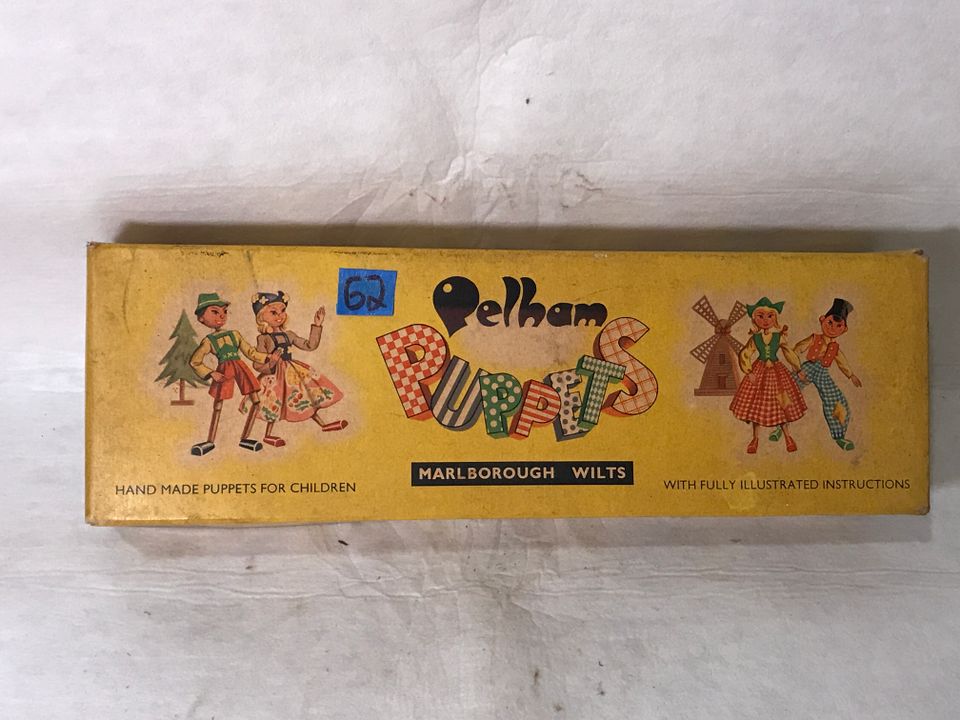 62
Pelham
PUPPETS
MARLBOROUGH WILTS
HAND MADE PUPPETS FOR CHILDREN
WITH FULLY ILLUSTRATED INSTRUCTIONS